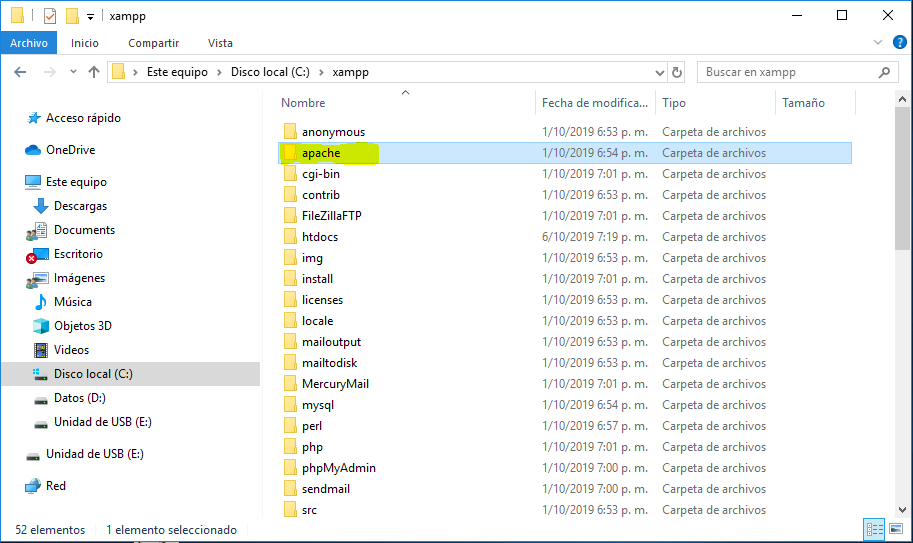 xampp
Archivo Inicio Compartir Vista
Este equipo Disco local (C:) xampp Buscar en xampp
Nombre Fecha de modifica... Tipo Tamaño
Acceso rápido
OneDrive
Este equipo
Descargas
Documents
Escritorio
Imágenes
Música
Objetos 3D
Videos
Disco local (C:)
Datos (D:)
Unidad de USB (E:)
Unidad de USB (E:)
Red
anonymous 1/10/2019 6:53 p. m. Carpeta de archivos
apache 1/10/2019 6:54 p. m. Carpeta de archivos
cgi-bin 1/10/2019 7:01 p. m. Carpeta de archivos
contrib 1/10/2019 6:53 p. m. Carpeta de archivos
FileZillaFTP 1/10/2019 7:01 p. m. Carpeta de archivos
htdocs 6/10/2019 7:19 p. m. Carpeta de archivos
img 1/10/2019 6:53 p. m. Carpeta de archivos
install 1/10/2019 7:01 p. m. Carpeta de archivos
licenses 1/10/2019 6:53 p. m. Carpeta de archivos
locale 1/10/2019 6:53 p. m. Carpeta de archivos
mailoutput 1/10/2019 6:53 p. m. Carpeta de archivos
mailtodisk 1/10/2019 6:53 p. m. Carpeta de archivos
MercuryMail 1/10/2019 7:01 p. m. Carpeta de archivos
mysql 1/10/2019 6:54 p. m. Carpeta de archivos
perl 1/10/2019 6:57 p. m. Carpeta de archivos
php 1/10/2019 7:01 p. m. Carpeta de archivos
phpMyAdmin 1/10/2019 7:00 p. m. Carpeta de archivos
sendmail 1/10/2019 7:00 p. m. Carpeta de archivos
src 1/10/2019 6:53 p. m. Carpeta de archivos
52 elementos 1 elemento seleccionado